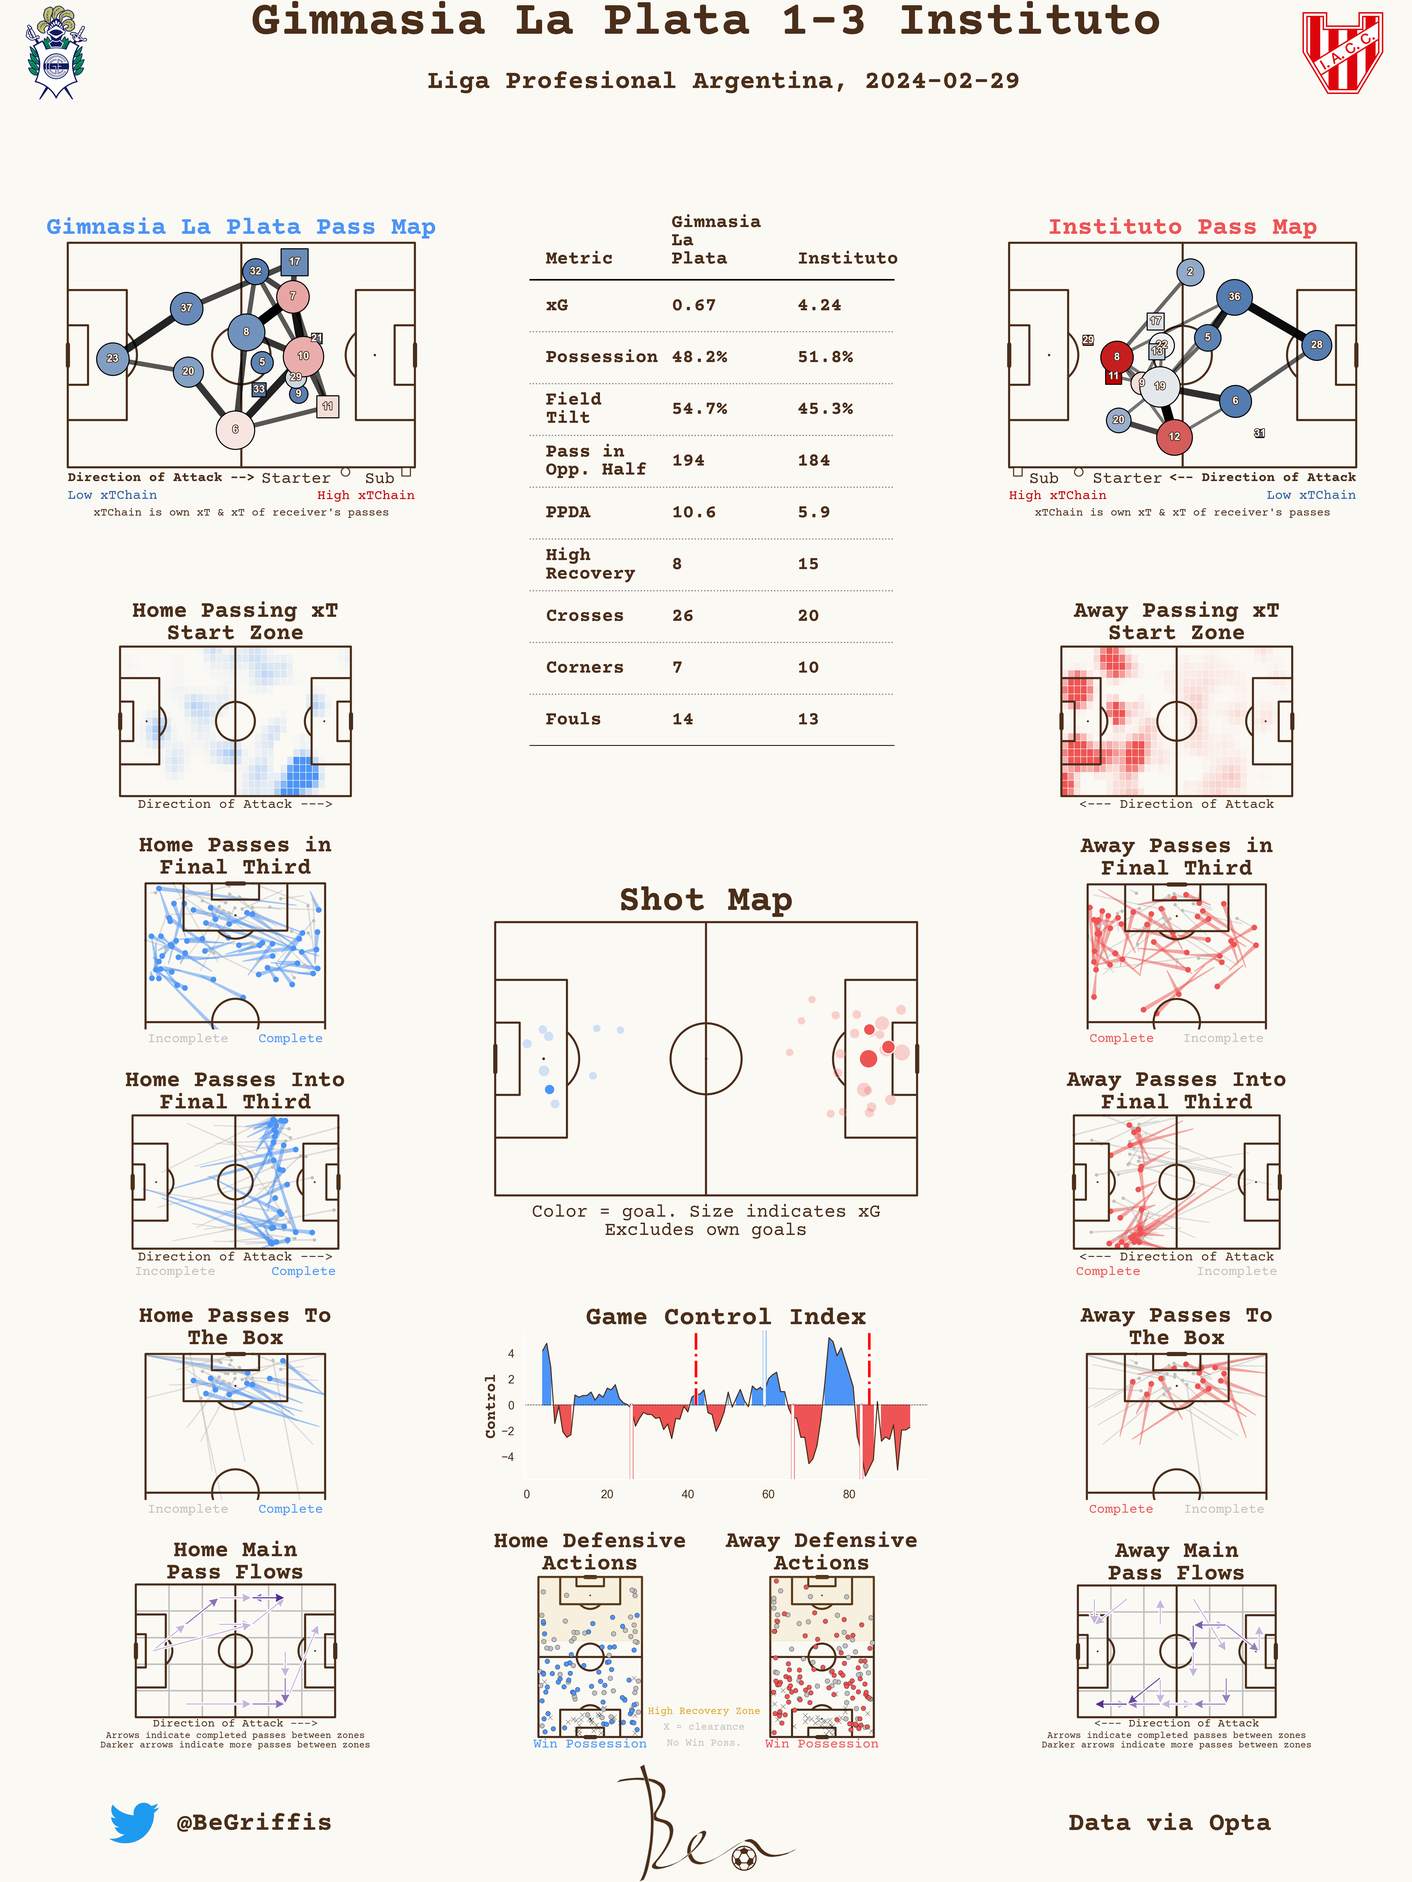 Gimnasia La Plata 1-3 Instituto
Liga Profesional Argentina, 2024-02-29
I. A. C. C.
Gimnasia La Plata Pass Map
32
17
7
37
8
21
10
23
5
20
29
33
9
11
6
Direction of Attack --> Starter Sub
Low xTChain High xTChain
xTChain is own xT & xT of receiver's passes
Metric Gimnasia La Plata Instituto
xG 0.67 4.24
Possession 48.2% 51.8%
Field Tilt 54.7% 45.3%
Pass in Opp. Half 194 184
PPDA 10.6 5.9
High Recovery 8 15
Crosses 26 20
Corners 7 10
Fouls 14 13
Instituto Pass Map
2
36
17
29
5
22
13
28
8
11
9
19
6
20
12
31
Sub Starter <-- Direction of Attack
High xTChain Low xTChain
xTChain is own xT & xT of receiver's passes
Home Passing xT
Start Zone
Direction of Attack --->
Away Passing xT
Start Zone
<--- Direction of Attack
Home Passes in
Final Third
Incomplete Complete
Away Passes in
Final Third
Complete Incomplete
Shot Map
Color = goal. Size indicates xG
Excludes own goals
Home Passes Into
Final Third
Direction of Attack --->
Incomplete Complete
Away Passes Into
Final Third
<--- Direction of Attack
Complete Incomplete
Home Passes To
The Box
Incomplete Complete
Game Control Index
Control
4
2
0
−2
−4
0 20 40 60 80
Away Passes To
The Box
Complete Incomplete
Home Main
Pass Flows
Direction of Attack --->
Arrows indicate completed passes between zones
Darker arrows indicate more passes between zones
Home Defensive
Actions
Win Possession
High Recovery Zone
X = clearance
No Win Poss.
Away Defensive
Actions
Win Possession
Away Main
Pass Flows
<--- Direction of Attack
Arrows indicate completed passes between zones
Darker arrows indicate more passes between zones
@BeGriffis
Ben
Data via Opta